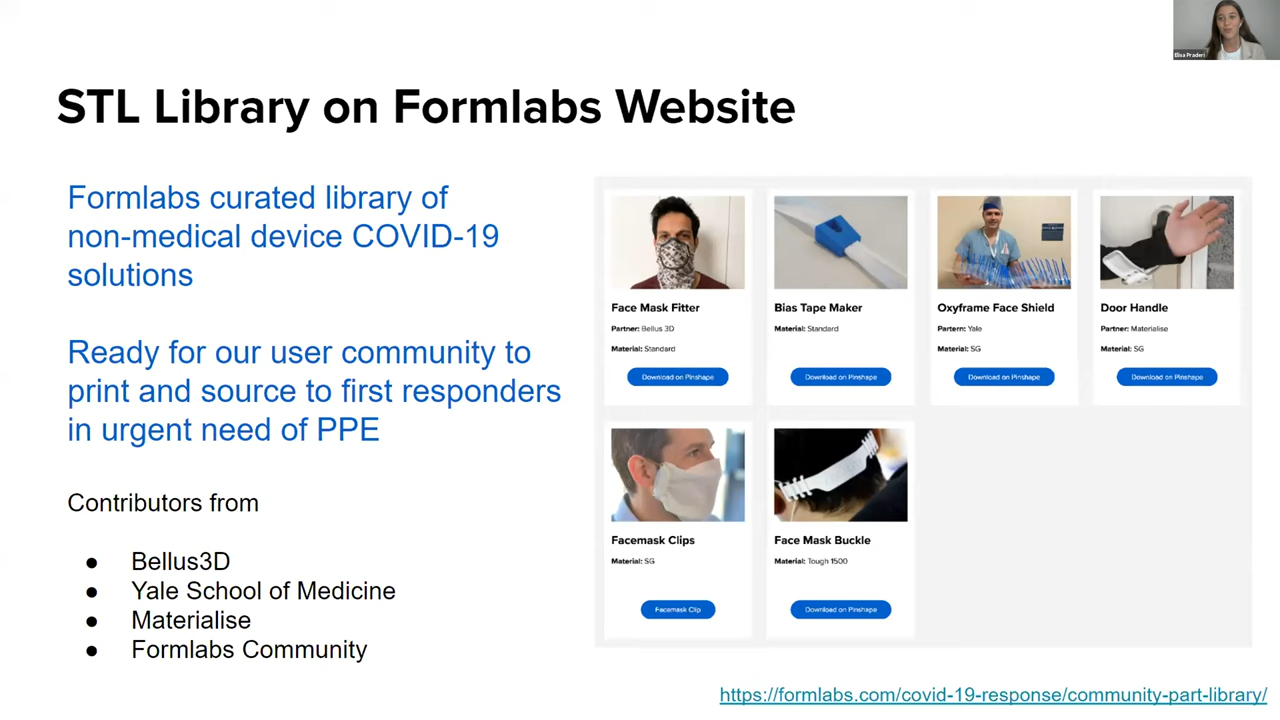 Elisa Praderi
STL Library on Formlabs Website
Formlabs curated library of
non-medical device COVID-19
solutions
Ready for our user community to
print and source to first responders
in urgent need of PPE
Contributors from
● Bellus3D
● Yale School of Medicine
● Materialise
● Formlabs Community
Face Mask Fitter
Partner: Bellus 3D
Material: Standard
Download on Pinshape
Bias Tape Maker
Material: Standard
Download on Pinshape
Oxyframe Face Shield
Partern: Yale
Material: SG
Download on Pinshape
Door Handle
Partner: Materialise
Material: SG
Download on Pinshape
Facemask Clips
Material: SG
Facemask Clip
Face Mask Buckle
Material: Tough 1500
Download on Pinshape
https://formlabs.com/covid-19-response/community-part-library/